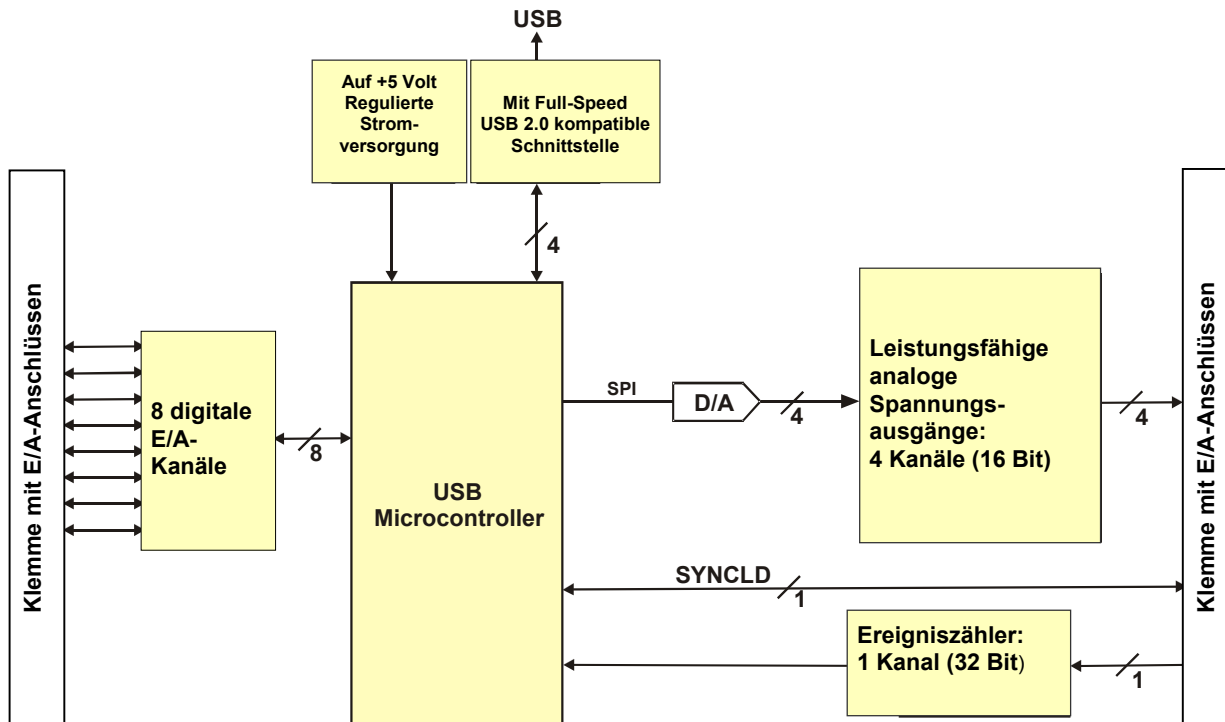 USB
Auf +5 Volt
Regulierte
Strom-
versorgung
Mit Full-Speed
USB 2.0 kompatible
Schnittstelle
4
Klemme mit E/A-Anschlüssen
8 digitale
E/A-
Kanäle
8
USB
Microcontroller
SPI
D/A
4
Leistungsfähige
analoge
Spannungs-
ausgänge:
4 Kanäle (16 Bit)
4
SYNCLD
1
Ereigniszähler:
1 Kanal (32 Bit)
1
Klemme mit E/A-Anschlüssen